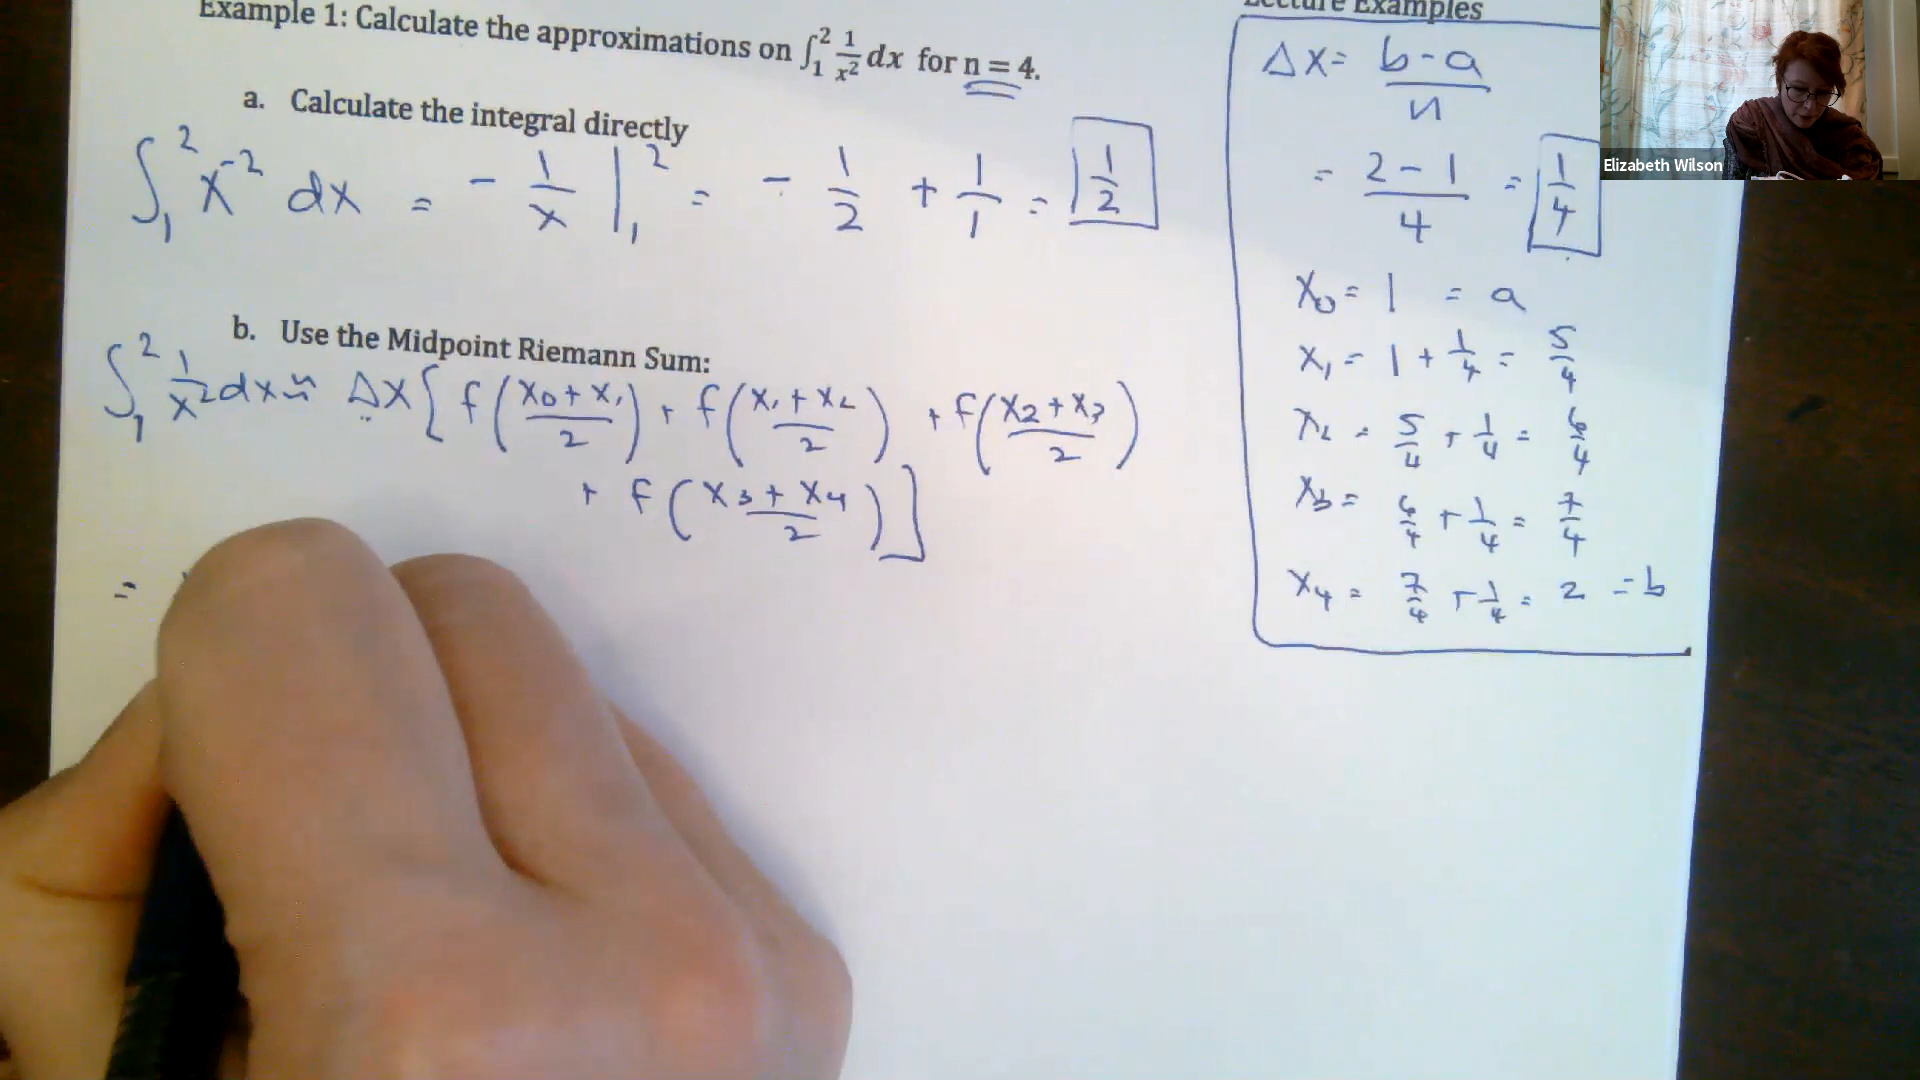 Lecture Examples
Example 1: Calculate the approximations on ∫₁² 1/x² dx for n = 4.
a. Calculate the integral directly
∫₁² x⁻² dx = - 1/x |₁² = - 1/2 + 1/1 = 1/2
b. Use the Midpoint Riemann Sum:
∫₁² 1/x² dx ≈ Δx [ f((x₀ + x₁)/2) + f((x₁ + x₂)/2) + f((x₂ + x₃)/2)
+ f((x₃ + x₄)/2) ]
=
Δx = (b - a)/n
= (2 - 1)/4 = 1/4
x₀ = 1 = a
x₁ = 1 + 1/4 = 5/4
x₂ = 5/4 + 1/4 = 6/4
x₃ = 6/4 + 1/4 = 7/4
x₄ = 7/4 + 1/4 = 2 = b
Elizabeth Wilson